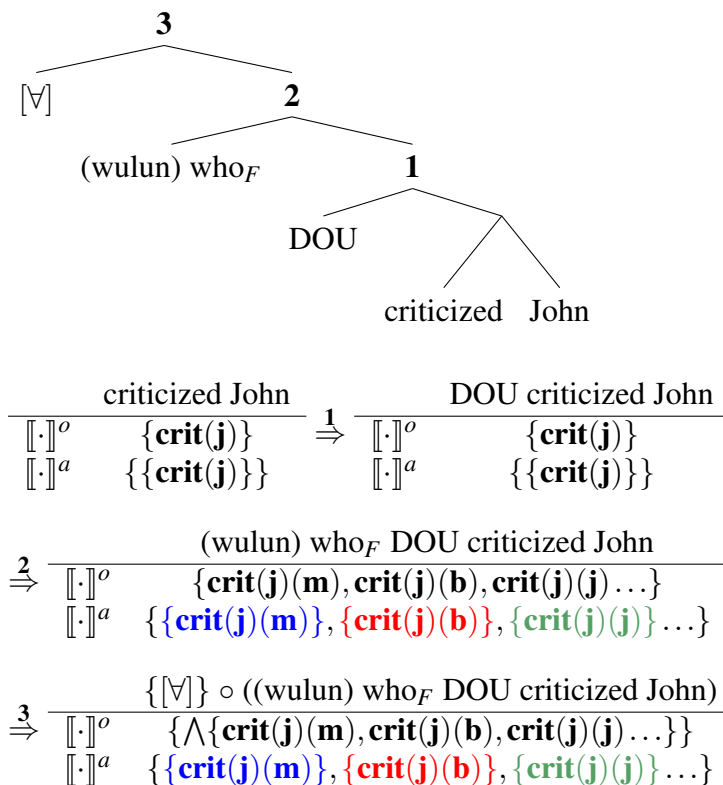 3
[∀] 2
(wulun) who_F 1
DOU
criticized John
criticized John ⇒1 DOU criticized John
⟦·⟧^o {crit(j)} ⟦·⟧^o {crit(j)}
⟦·⟧^a {{crit(j)}} ⟦·⟧^a {{crit(j)}}
⇒2 (wulun) who_F DOU criticized John
⟦·⟧^o {crit(j)(m), crit(j)(b), crit(j)(j) …}
⟦·⟧^a {{crit(j)(m)}, {crit(j)(b)}, {crit(j)(j)} …}
⇒3 {[∀]} ∘ ((wulun) who_F DOU criticized John)
⟦·⟧^o {⋀{crit(j)(m), crit(j)(b), crit(j)(j) …}}
⟦·⟧^a {{crit(j)(m)}, {crit(j)(b)}, {crit(j)(j)} …}